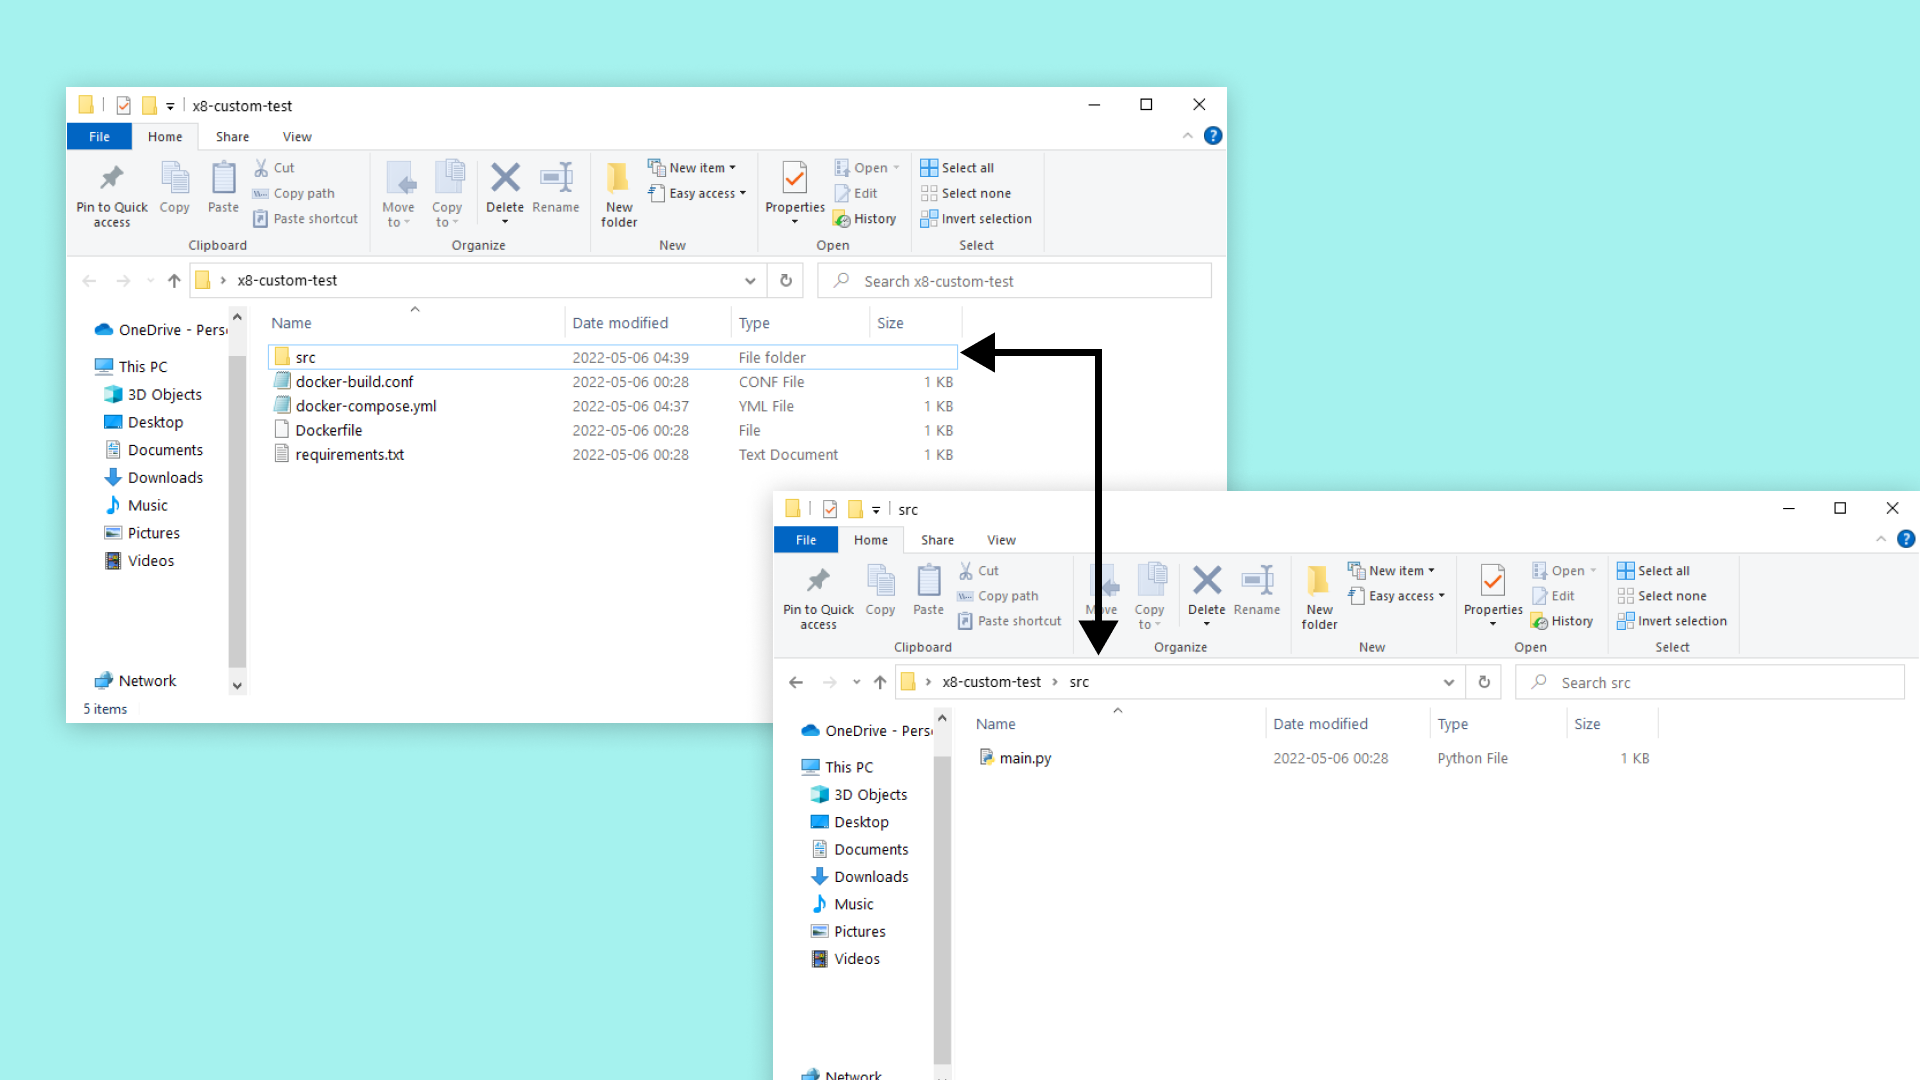 x8-custom-test
File Home Share View
Pin to Quick access Copy Paste Cut Copy path Paste shortcut Move to Copy to Delete Rename New folder New item Easy access Properties Open Edit History Select all Select none Invert selection
Clipboard Organize New Open Select
x8-custom-test
Search x8-custom-test
Name Date modified Type Size
src 2022-05-06 04:39 File folder
docker-build.conf 2022-05-06 00:28 CONF File 1 KB
docker-compose.yml 2022-05-06 04:37 YML File 1 KB
Dockerfile 2022-05-06 00:28 File 1 KB
requirements.txt 2022-05-06 00:28 Text Document 1 KB
OneDrive - Pers
This PC
3D Objects
Desktop
Documents
Downloads
Music
Pictures
Videos
Network
5 items
src
File Home Share View
Pin to Quick access Copy Paste Cut Copy path Paste shortcut Move Copy to Delete Rename New folder New item Easy access Properties Open Edit History Select all Select none Invert selection
Clipboard Organize New Open Select
x8-custom-test src
Search src
Name Date modified Type Size
main.py 2022-05-06 00:28 Python File 1 KB
OneDrive - Pers
This PC
3D Objects
Desktop
Documents
Downloads
Music
Pictures
Videos
Network